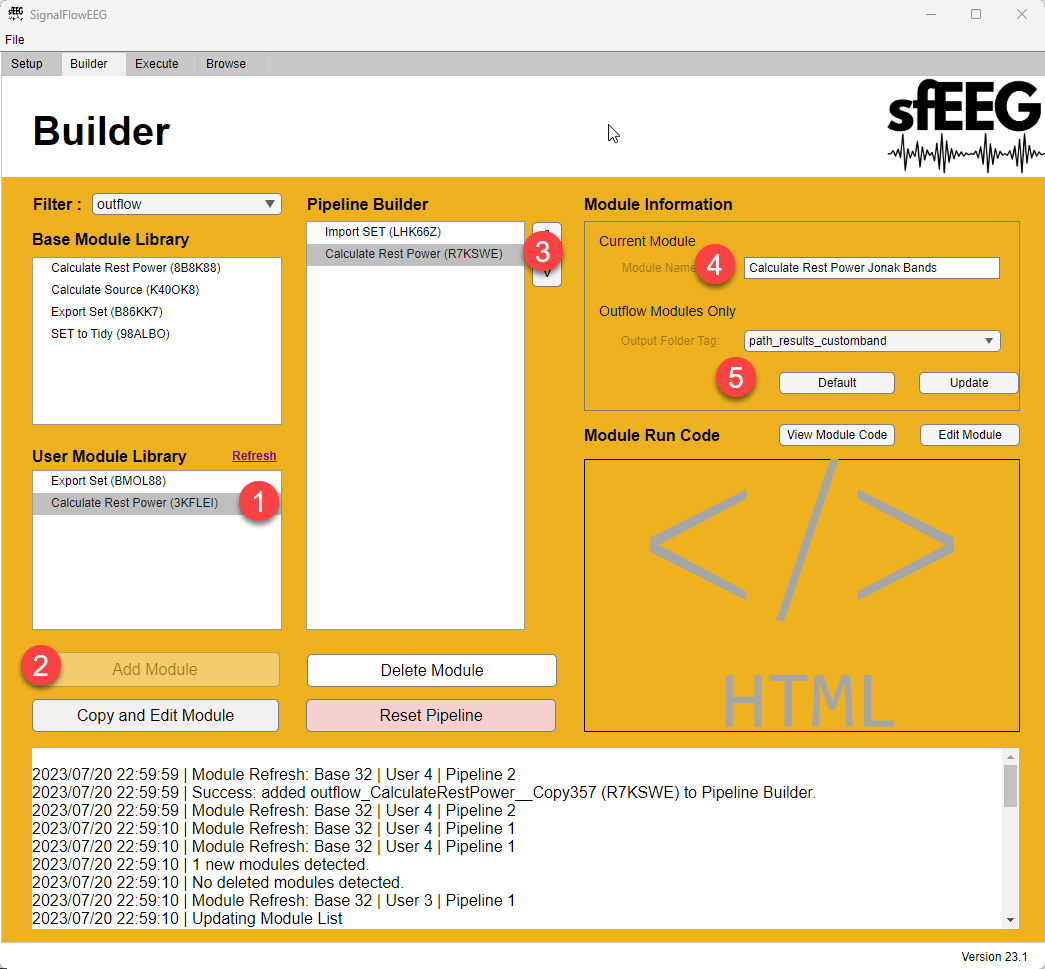 sfEEG SignalFlowEEG
File
Setup Builder Execute Browse
Builder
sfEEG
Filter : outflow
Base Module Library
Calculate Rest Power (8B8K88)
Calculate Source (K40OK8)
Export Set (B86KK7)
SET to Tidy (98ALBO)
User Module Library Refresh
Export Set (BMOL88)
Calculate Rest Power (3KFLEI)
1
2
Add Module
Copy and Edit Module
Pipeline Builder
Import SET (LHK66Z)
Calculate Rest Power (R7KSWE)
3
v
Delete Module
Reset Pipeline
Module Information
Current Module
Module Name 4 Calculate Rest Power Jonak Bands
Outflow Modules Only
Output Folder Tag: path_results_customband
5 Default Update
Module Run Code View Module Code Edit Module
</>
HTML
2023/07/20 22:59:59 | Module Refresh: Base 32 | User 4 | Pipeline 2
2023/07/20 22:59:59 | Success: added outflow_CalculateRestPower__Copy357 (R7KSWE) to Pipeline Builder.
2023/07/20 22:59:59 | Module Refresh: Base 32 | User 4 | Pipeline 2
2023/07/20 22:59:10 | Module Refresh: Base 32 | User 4 | Pipeline 1
2023/07/20 22:59:10 | Module Refresh: Base 32 | User 4 | Pipeline 1
2023/07/20 22:59:10 | 1 new modules detected.
2023/07/20 22:59:10 | No deleted modules detected.
2023/07/20 22:59:10 | Module Refresh: Base 32 | User 3 | Pipeline 1
2023/07/20 22:59:10 | Updating Module List
Version 23.1